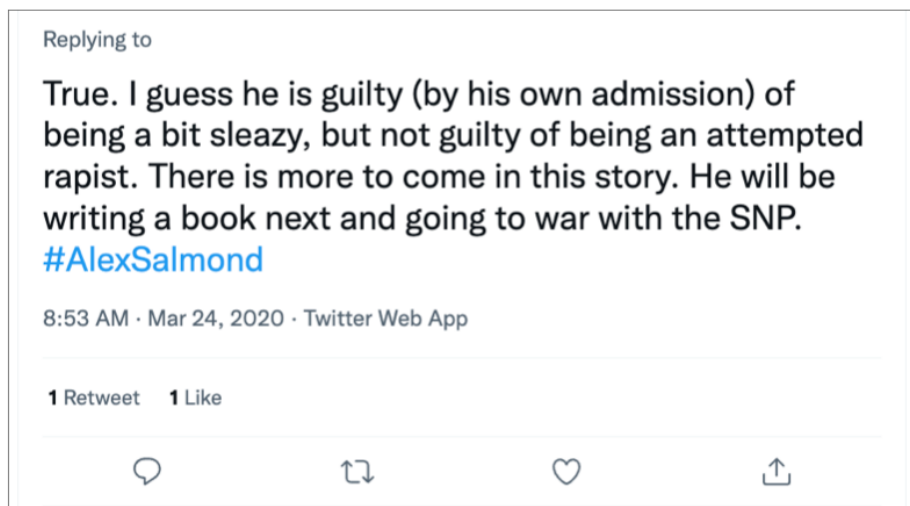 Replying to
True. I guess he is guilty (by his own admission) of
being a bit sleazy, but not guilty of being an attempted
rapist. There is more to come in this story. He will be
writing a book next and going to war with the SNP.
#AlexSalmond
8:53 AM · Mar 24, 2020 · Twitter Web App
1 Retweet 1 Like